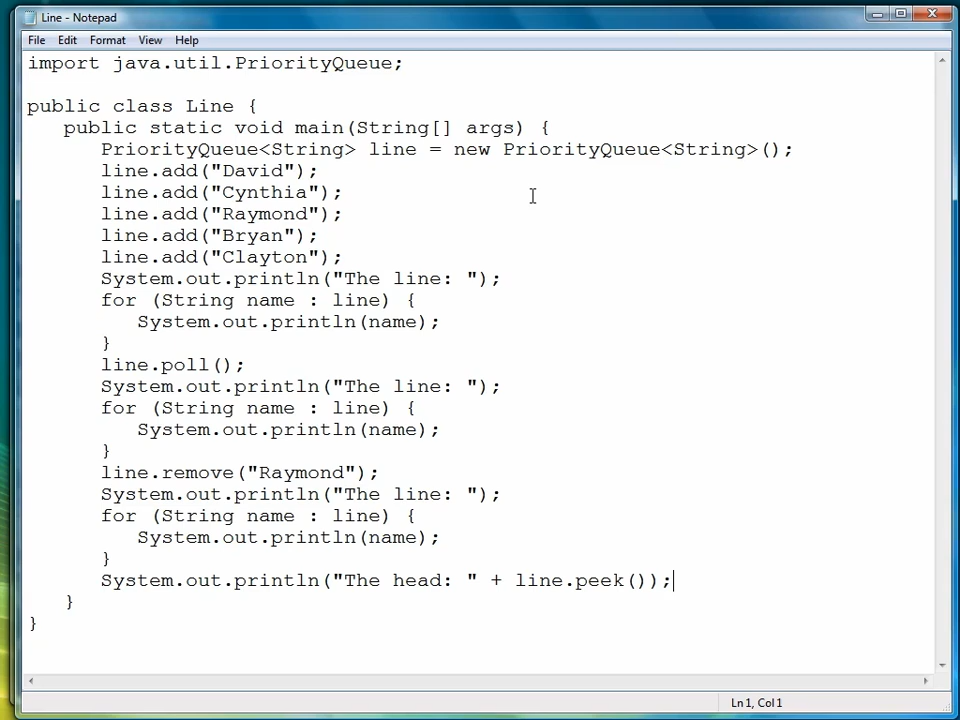 Line - Notepad
File Edit Format View Help
import java.util.PriorityQueue;

public class Line {
   public static void main(String[] args) {
      PriorityQueue<String> line = new PriorityQueue<String>();
      line.add("David");
      line.add("Cynthia");
      line.add("Raymond");
      line.add("Bryan");
      line.add("Clayton");
      System.out.println("The line: ");
      for (String name : line) {
         System.out.println(name);
      }
      line.poll();
      System.out.println("The line: ");
      for (String name : line) {
         System.out.println(name);
      }
      line.remove("Raymond");
      System.out.println("The line: ");
      for (String name : line) {
         System.out.println(name);
      }
      System.out.println("The head: " + line.peek());
   }
}
Ln 1, Col 1